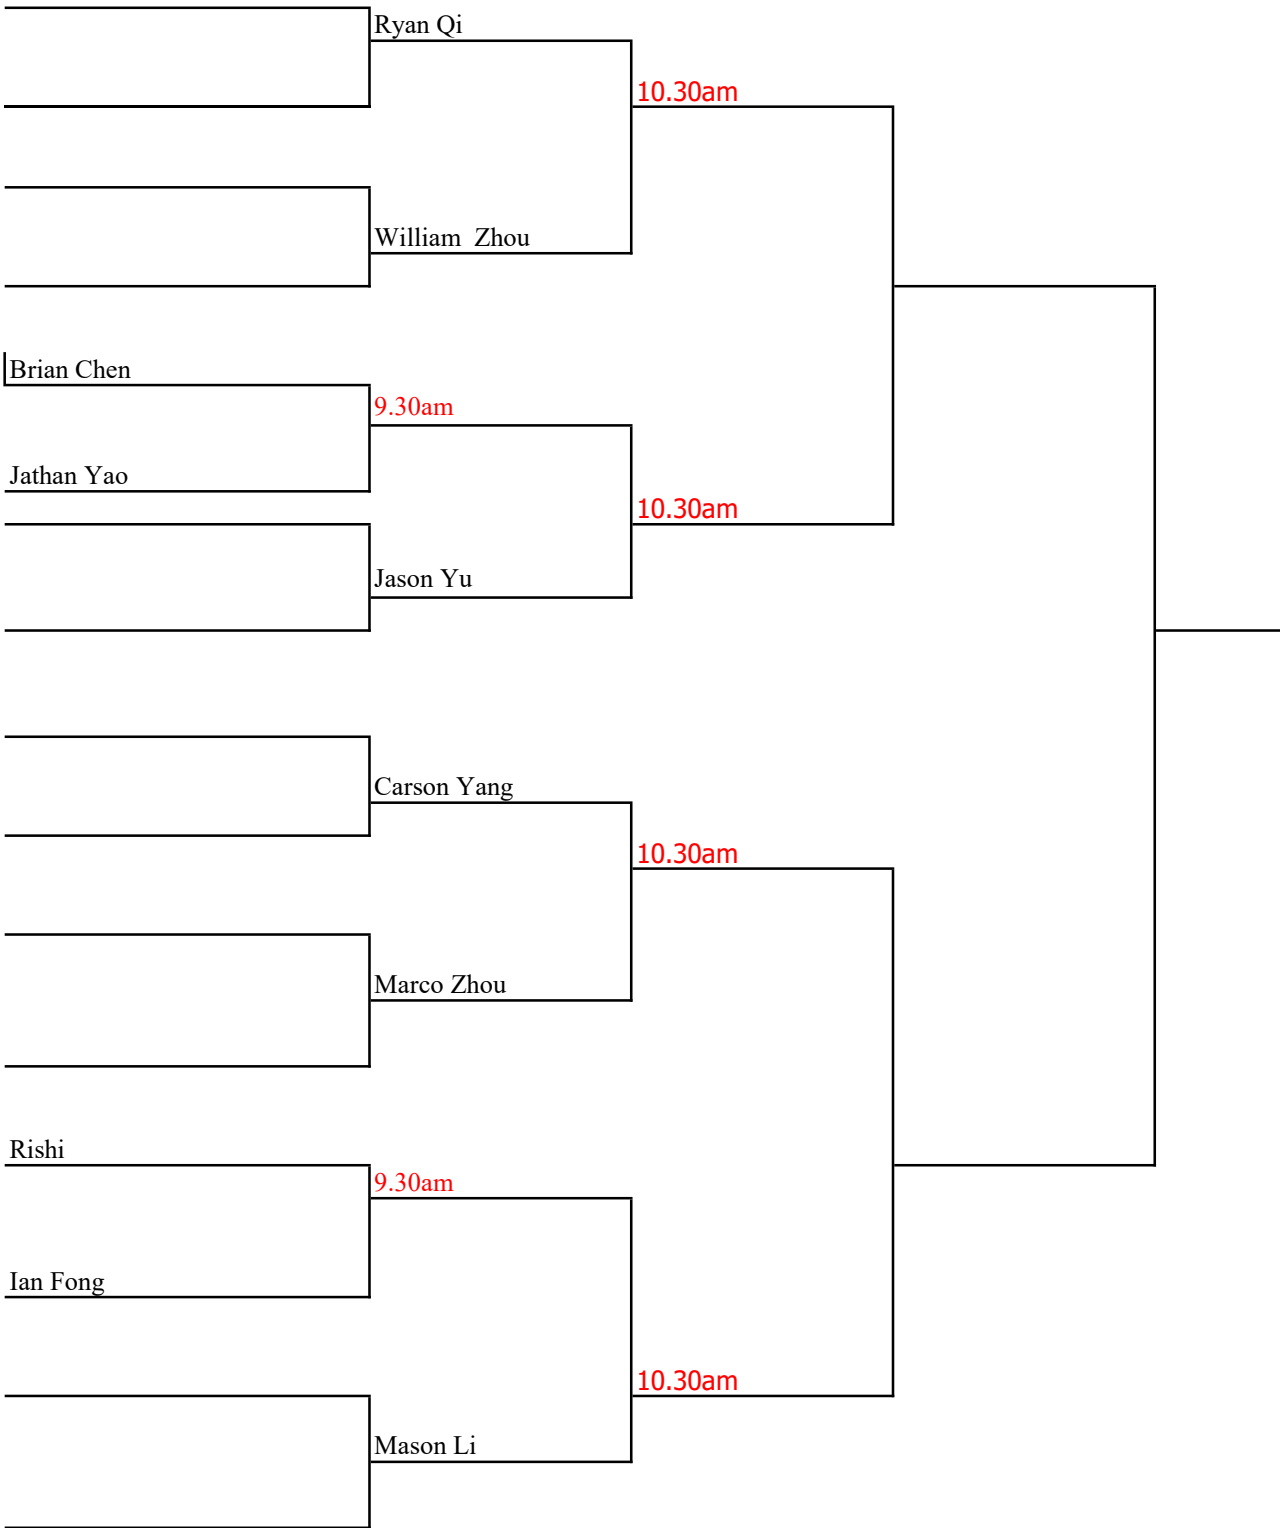 Ryan Qi
10.30am
William  Zhou
Brian Chen
9.30am
Jathan Yao
10.30am
Jason Yu
Carson Yang
10.30am
Marco Zhou
Rishi
9.30am
Ian Fong
10.30am
Mason Li